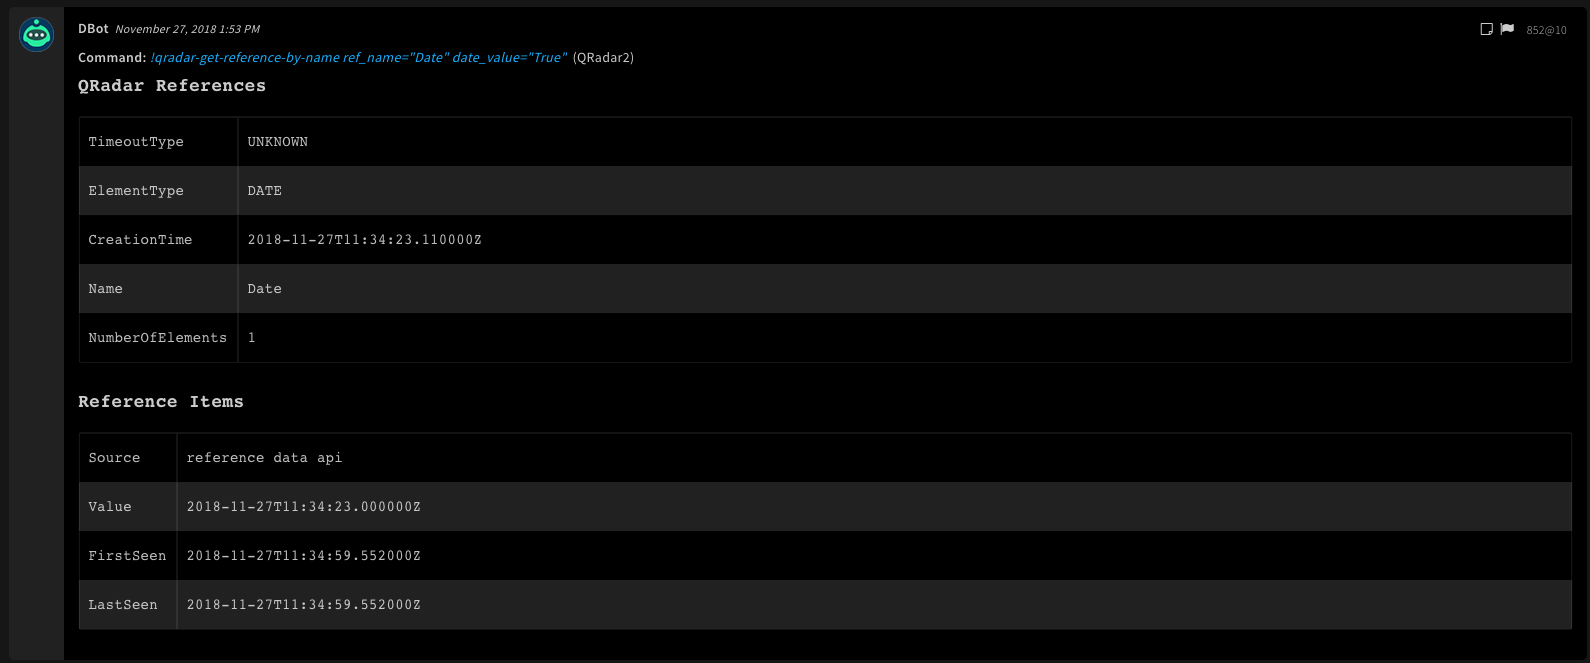 DBot November 27, 2018 1:53 PM 852@10
Command: !qradar-get-reference-by-name ref_name="Date" date_value="True" (QRadar2)
QRadar References
TimeoutType UNKNOWN
ElementType DATE
CreationTime 2018-11-27T11:34:23.110000Z
Name Date
NumberOfElements 1
Reference Items
Source reference data api
Value 2018-11-27T11:34:23.000000Z
FirstSeen 2018-11-27T11:34:59.552000Z
LastSeen 2018-11-27T11:34:59.552000Z